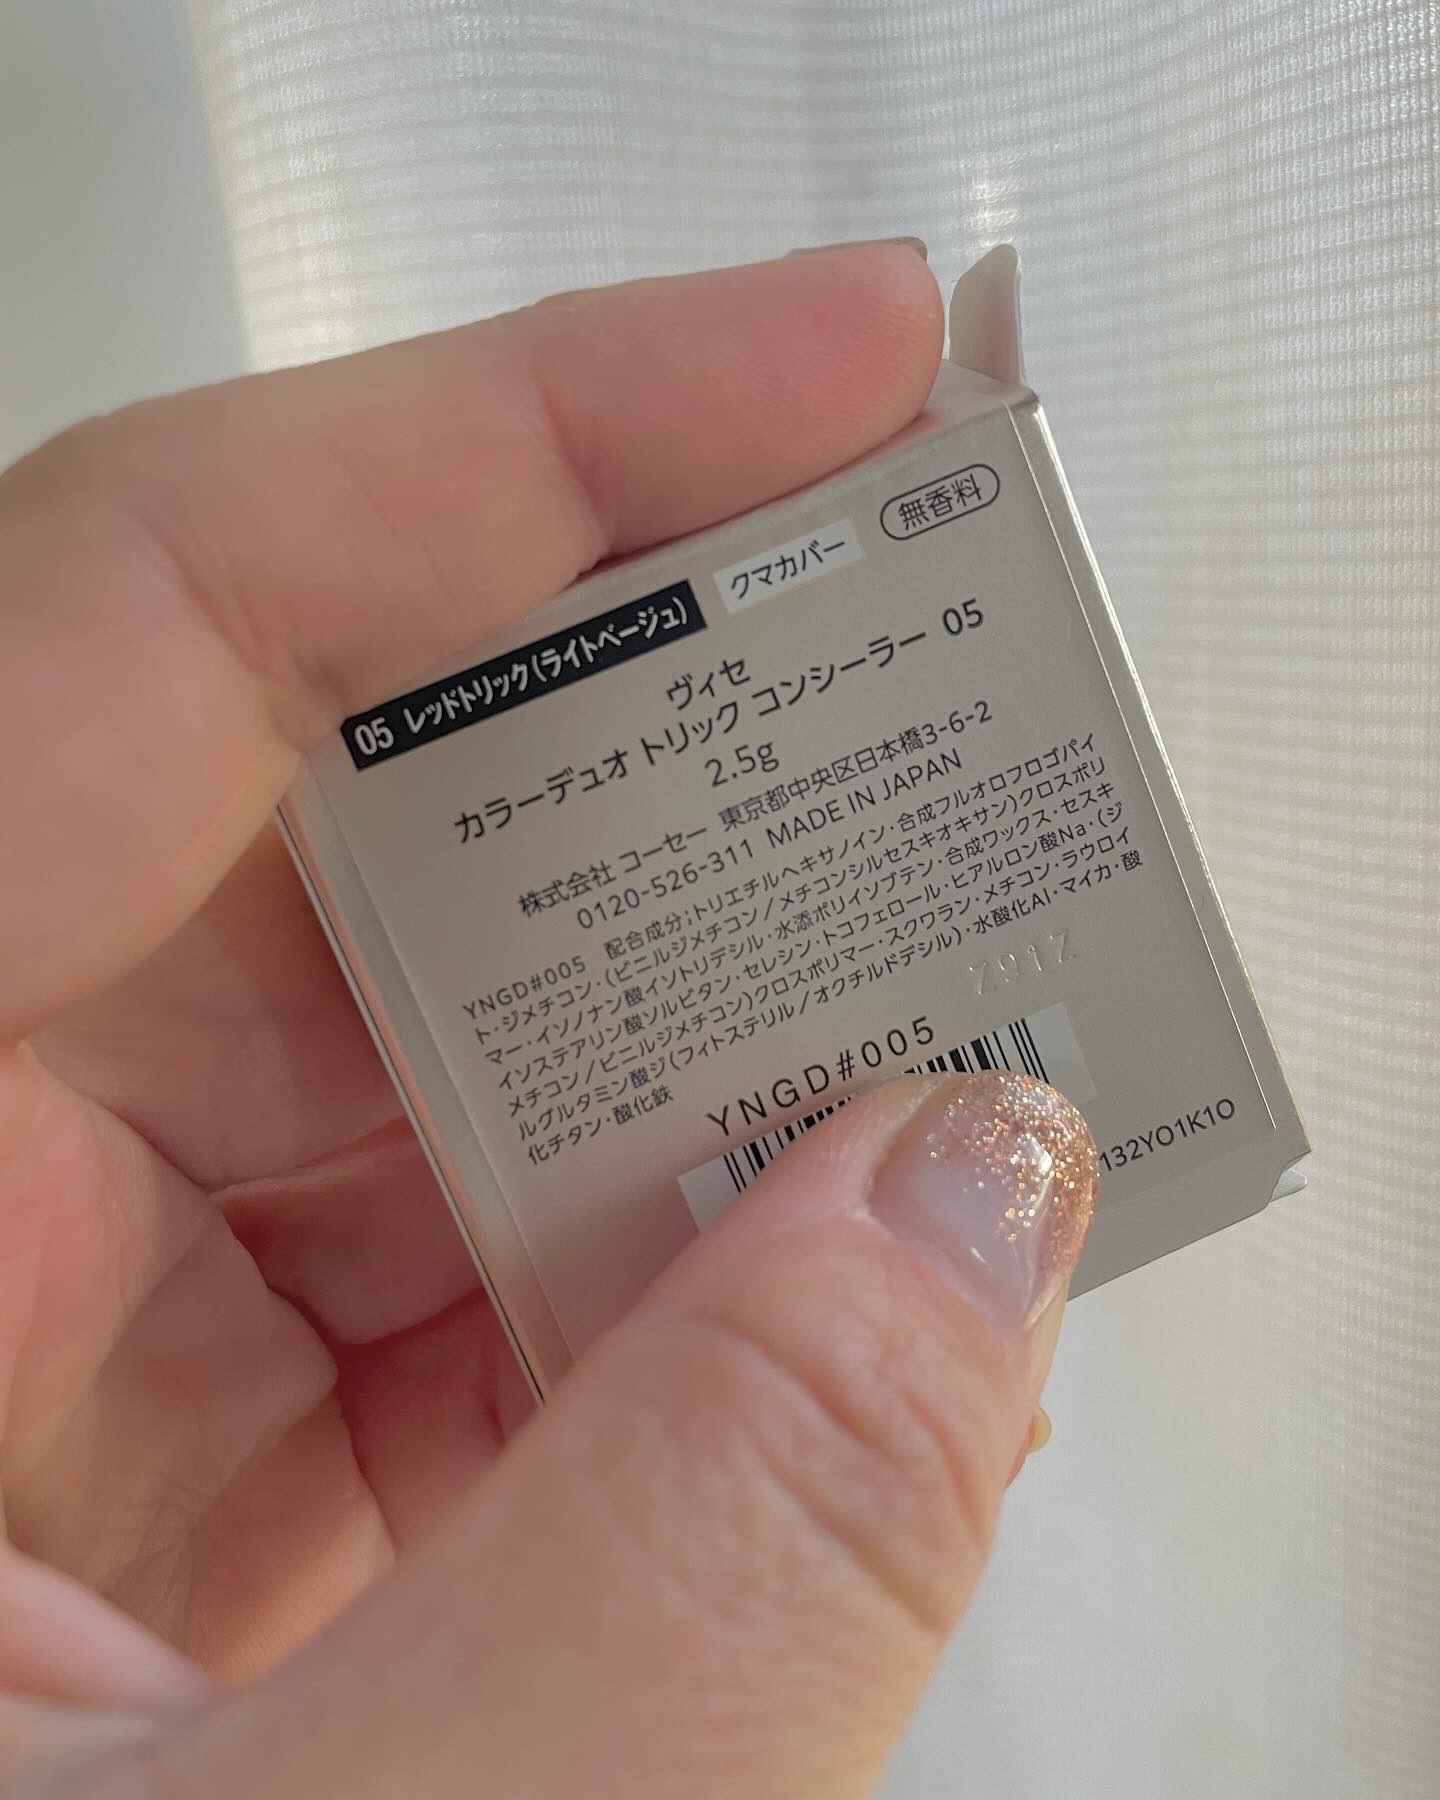 無香料
05 レッドトリック(ライトベージュ)
クマカバー
ヴィセ
カラーデュオ トリック コンシーラー 05
2.5g
株式会社 コーセー 東京都中央区日本橋3-6-2
0120-526-311 MADE IN JAPAN
YNGD#005 配合成分;トリエチルヘキサノイン・合成フルオロフロゴパイ
ト・ジメチコン・(ビニルジメチコン/メチコンシルセスキオキサン)クロスポリ
マー・イソノナン酸イソトリデシル・水添ポリイソブテン・合成ワックス・セスキ
イソステアリン酸ソルビタン・セレシン・トコフェロール・ヒアルロン酸Na・(ジ
メチコン/ビニルジメチコン)クロスポリマー・スクワラン・メチコン・ラウロイ
ルグルタミン酸ジ(フィトステリル/オクチルドデシル)・水酸化Al・マイカ・酸
化チタン・酸化鉄
YNGD#005
132YO1K1O